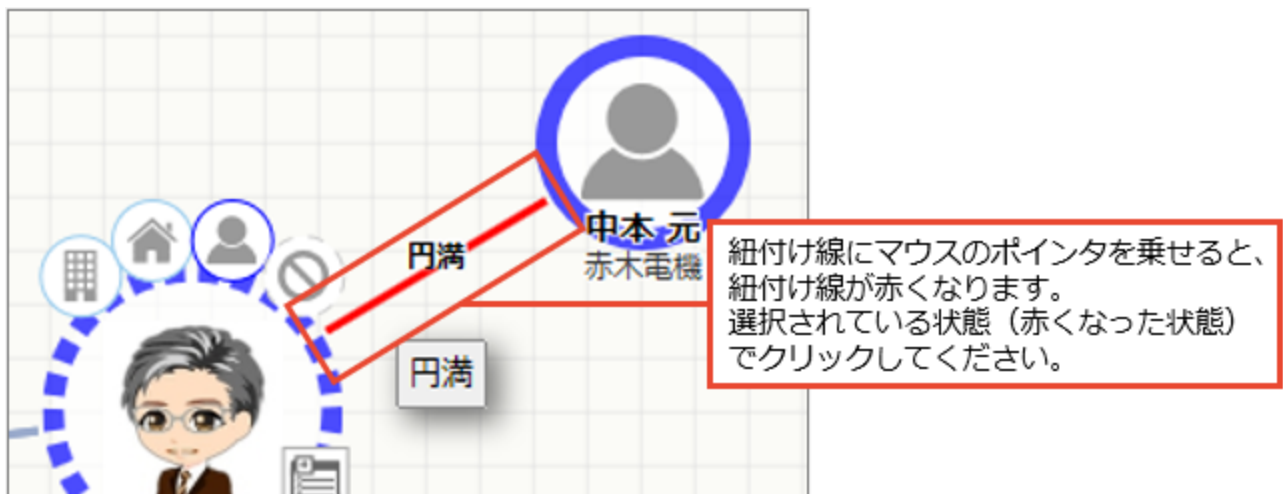 中本 元
赤木電機
円満
円満
紐付け線にマウスのポインタを乗せると、
紐付け線が赤くなります。
選択されている状態（赤くなった状態）
でクリックしてください。